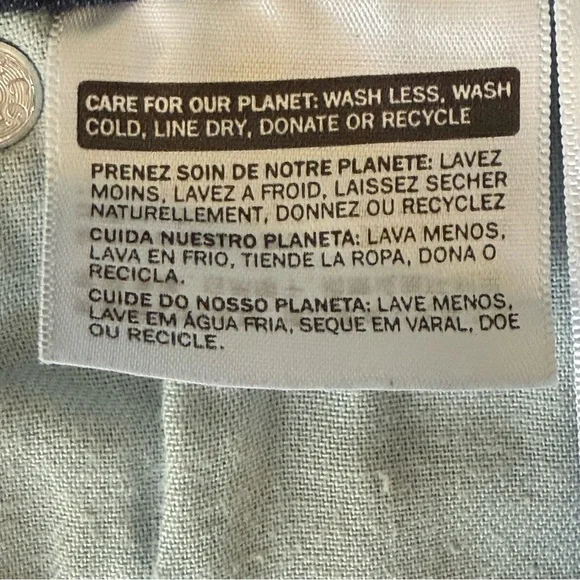 CARE FOR OUR PLANET: WASH LESS, WASH
COLD, LINE DRY, DONATE OR RECYCLE
PRENEZ SOIN DE NOTRE PLANETE: LAVEZ
MOINS, LAVEZ A FROID, LAISSEZ SECHER
NATURELLEMENT, DONNEZ OU RECYCLEZ
CUIDA NUESTRO PLANETA: LAVA MENOS,
LAVA EN FRIO, TIENDE LA ROPA, DONA O
RECICLA.
CUIDE DO NOSSO PLANETA: LAVE MENOS,
LAVE EM ÁGUA FRIA, SEQUE EM VARAL, DOE
OU RECICLE.